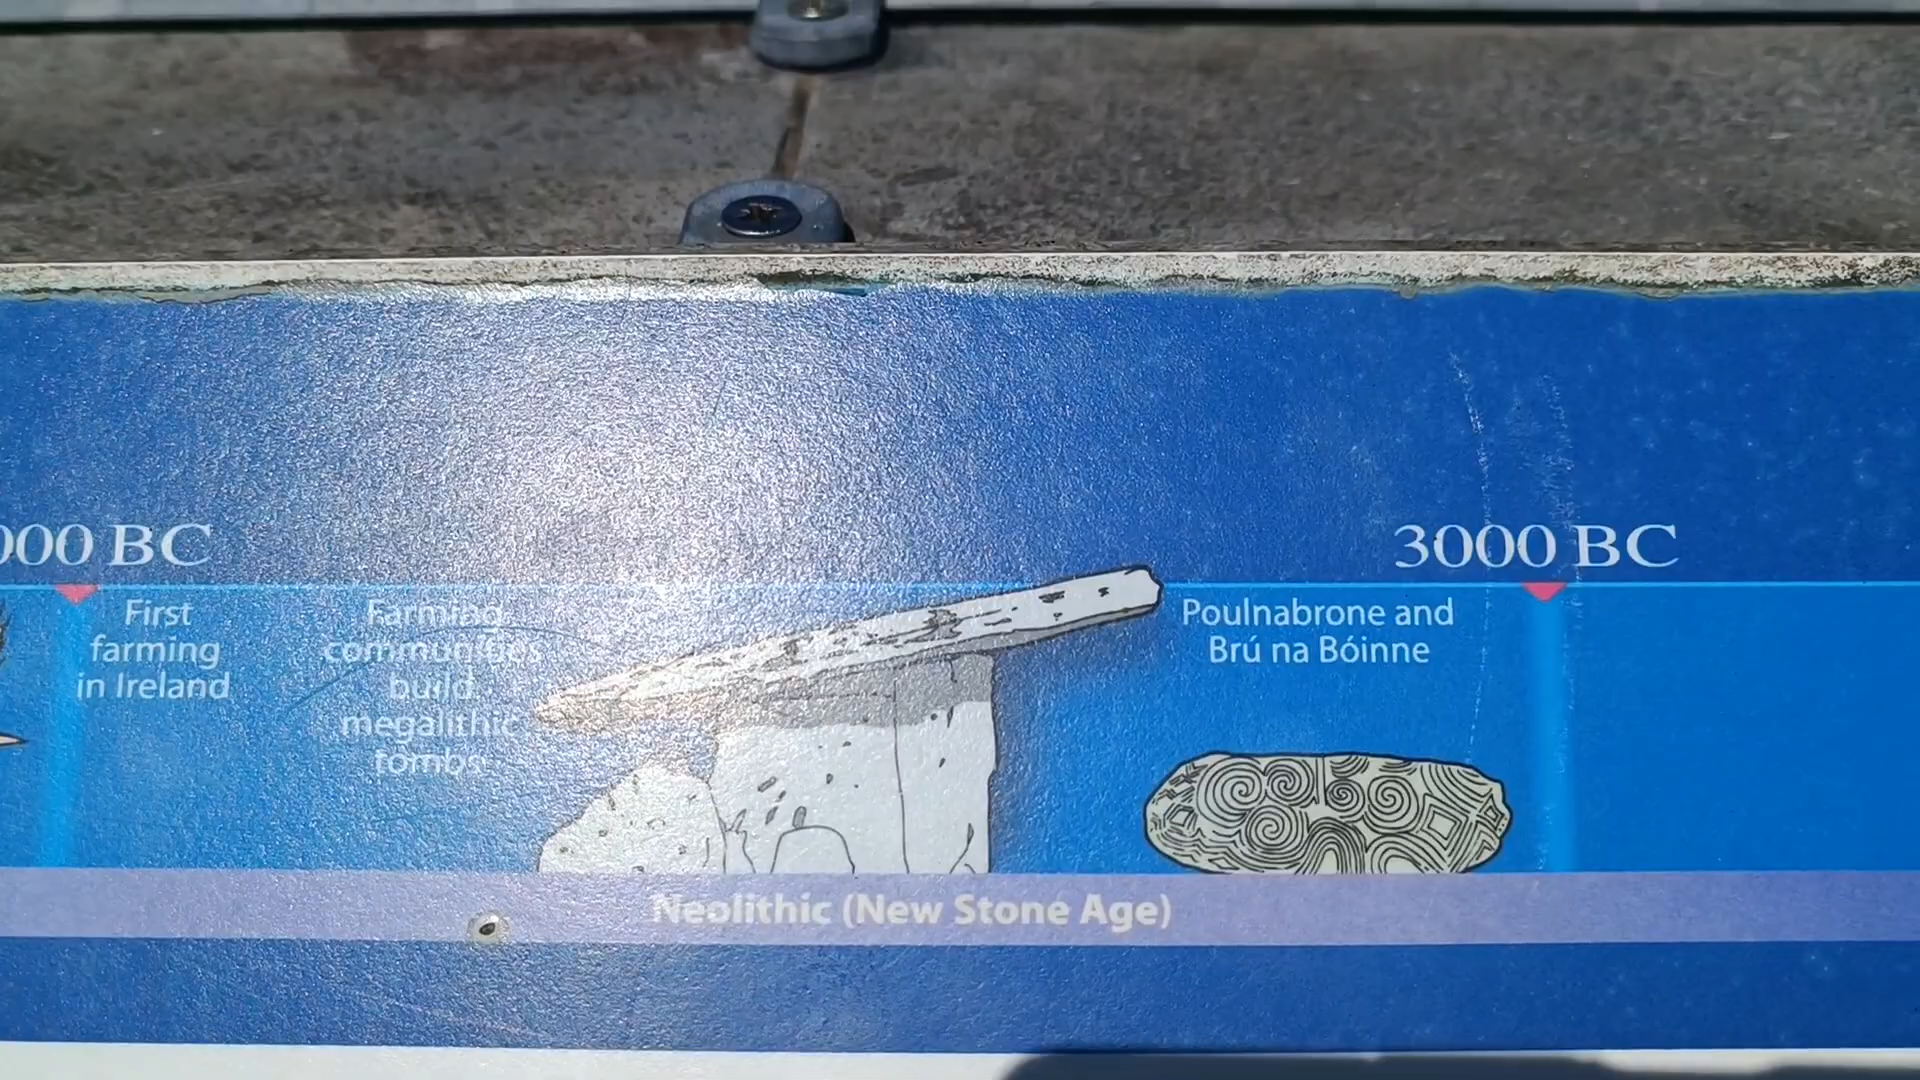 000 BC
3000 BC
First
farming
in Ireland
Farming
communities
build
megalithic
tombs
Poulnabrone and
Brú na Bóinne
Neolithic (New Stone Age)